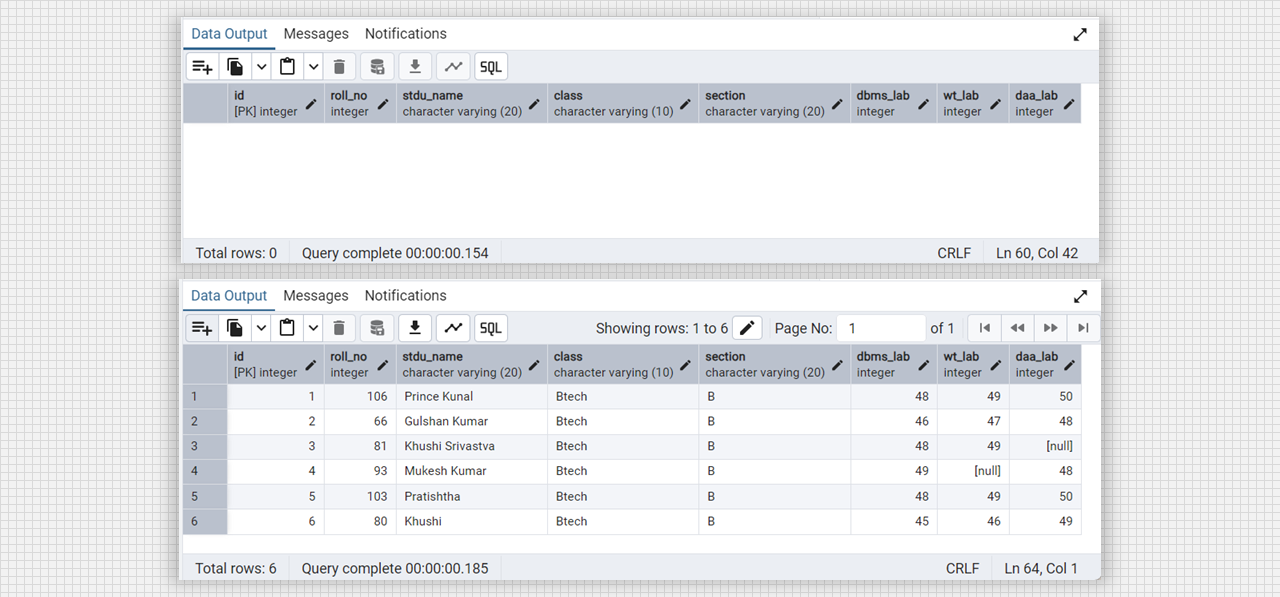 Data Output Messages Notifications
SQL
id roll_no stdu_name class section dbms_lab wt_lab daa_lab
[PK] integer integer character varying (20) character varying (10) character varying (20) integer integer integer
Total rows: 0 Query complete 00:00:00.154 CRLF Ln 60, Col 42
Data Output Messages Notifications
SQL Showing rows: 1 to 6 Page No: 1 of 1
id roll_no stdu_name class section dbms_lab wt_lab daa_lab
[PK] integer integer character varying (20) character varying (10) character varying (20) integer integer integer
1 1 106 Prince Kunal Btech B 48 49 50
2 2 66 Gulshan Kumar Btech B 46 47 48
3 3 81 Khushi Srivastva Btech B 48 49 [null]
4 4 93 Mukesh Kumar Btech B 49 [null] 48
5 5 103 Pratishtha Btech B 48 49 50
6 6 80 Khushi Btech B 45 46 49
Total rows: 6 Query complete 00:00:00.185 CRLF Ln 64, Col 1